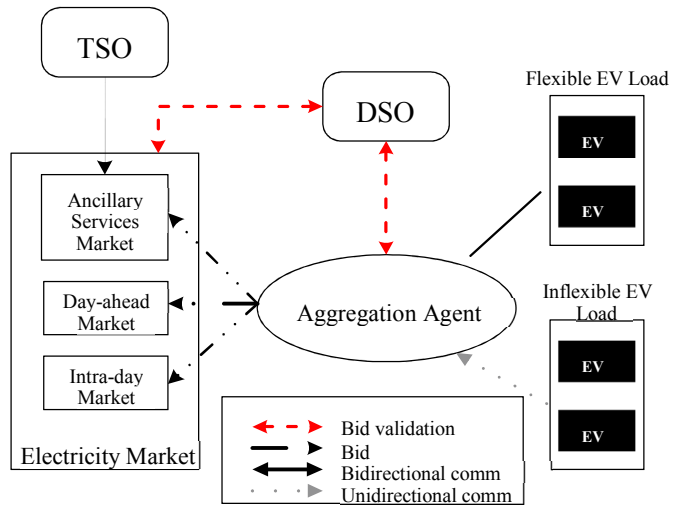 TSO
DSO
Flexible EV Load
EV
EV
Ancillary
Services
Market
Day-ahead
Market
Intra-day
Market
Electricity Market
Aggregation Agent
Inflexible EV
Load
EV
EV
Bid validation
Bid
Bidirectional comm
Unidirectional comm